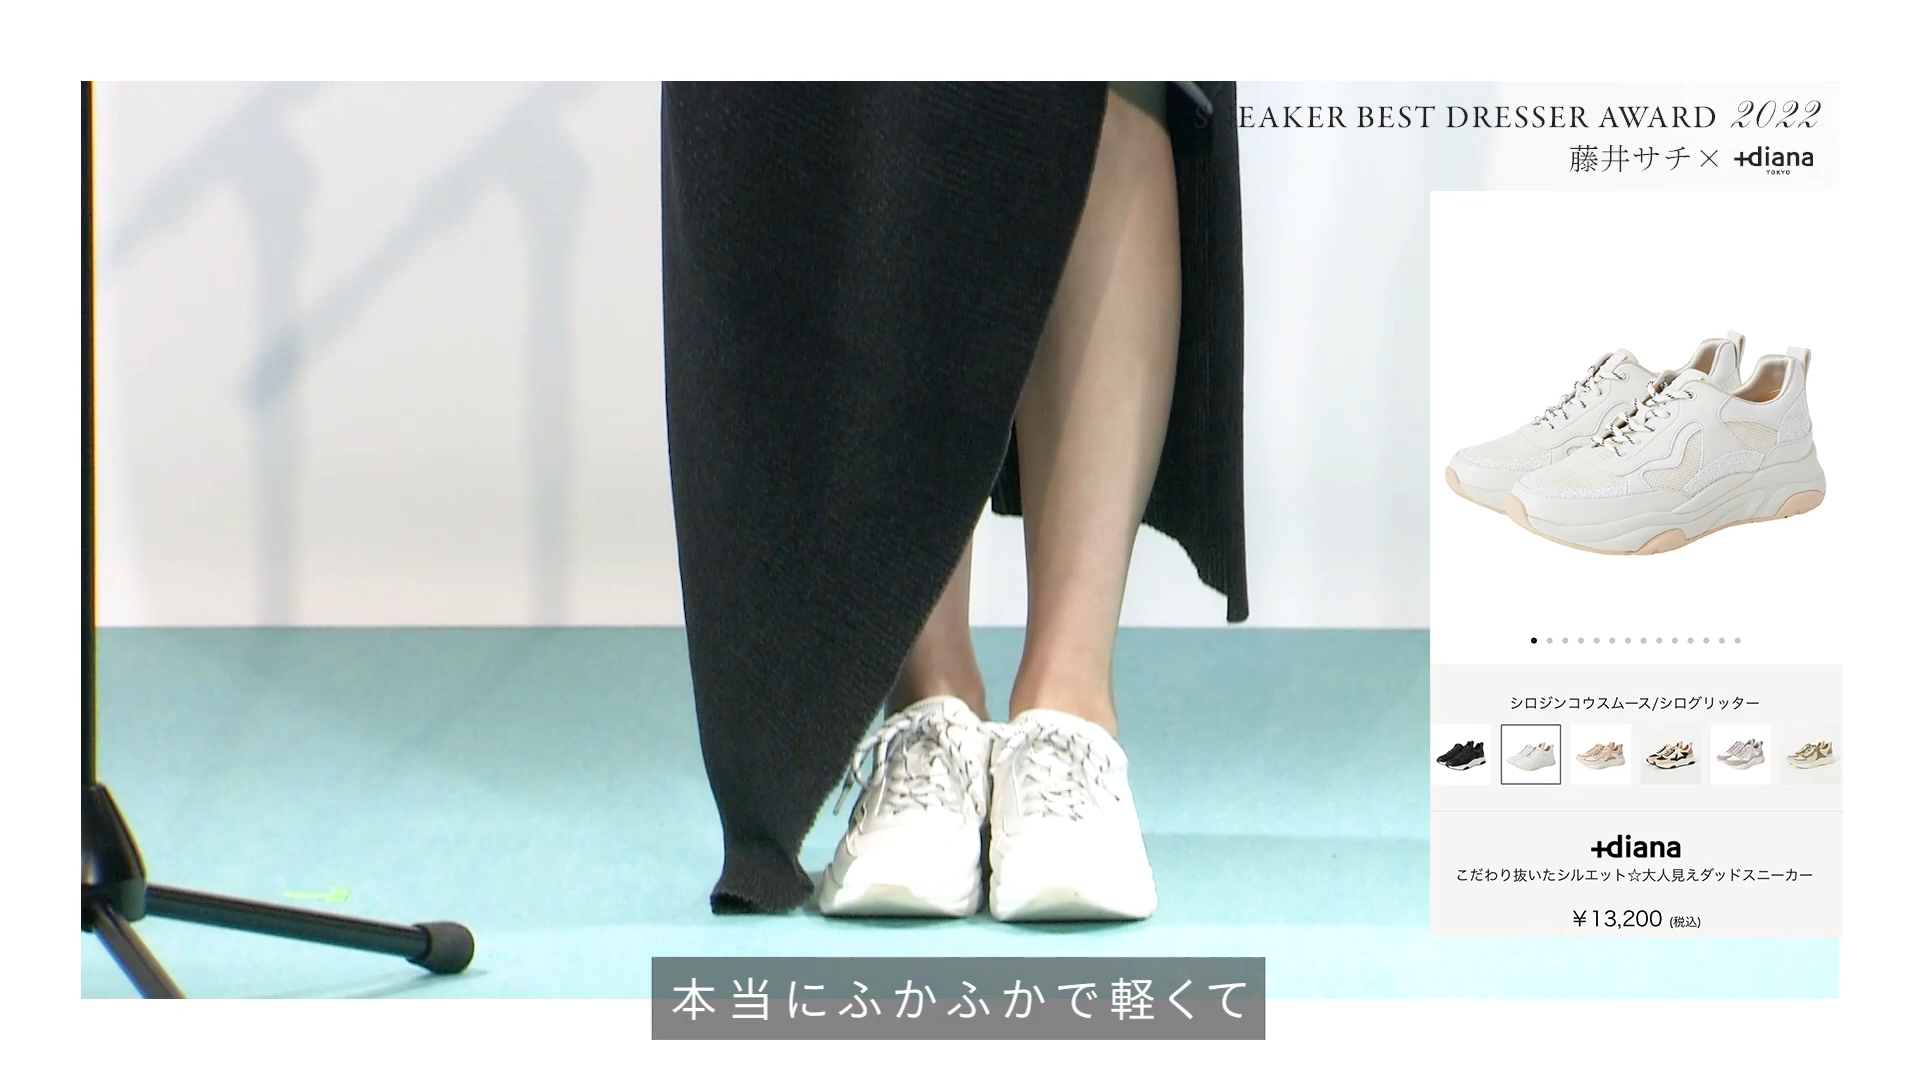 SNEAKER BEST DRESSER AWARD 2022
藤井サチ× +diana
TOKYO
シロジンコウスムース/シログリッター
+diana
こだわり抜いたシルエット☆大人見えダッドスニーカー
￥13,200 (税込)
本当にふかふかで軽くて